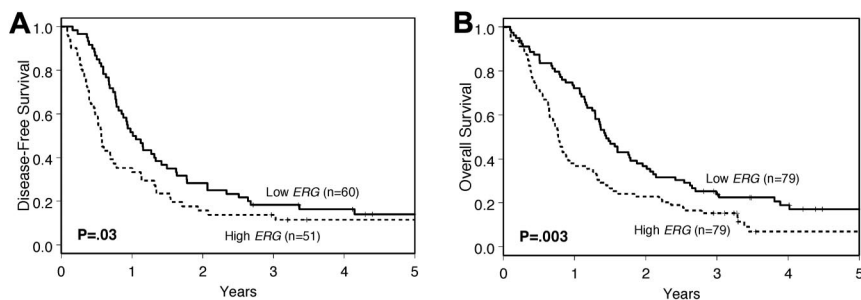 A
B
Disease-Free Survival
1.0
0.8
0.6
0.4
0.2
0.0
Low ERG (n=60)
High ERG (n=51)
P=.03
0 1 2 3 4 5
Years
Overall Survival
1.0
0.8
0.6
0.4
0.2
0.0
Low ERG (n=79)
High ERG (n=79)
P=.003
0 1 2 3 4 5
Years